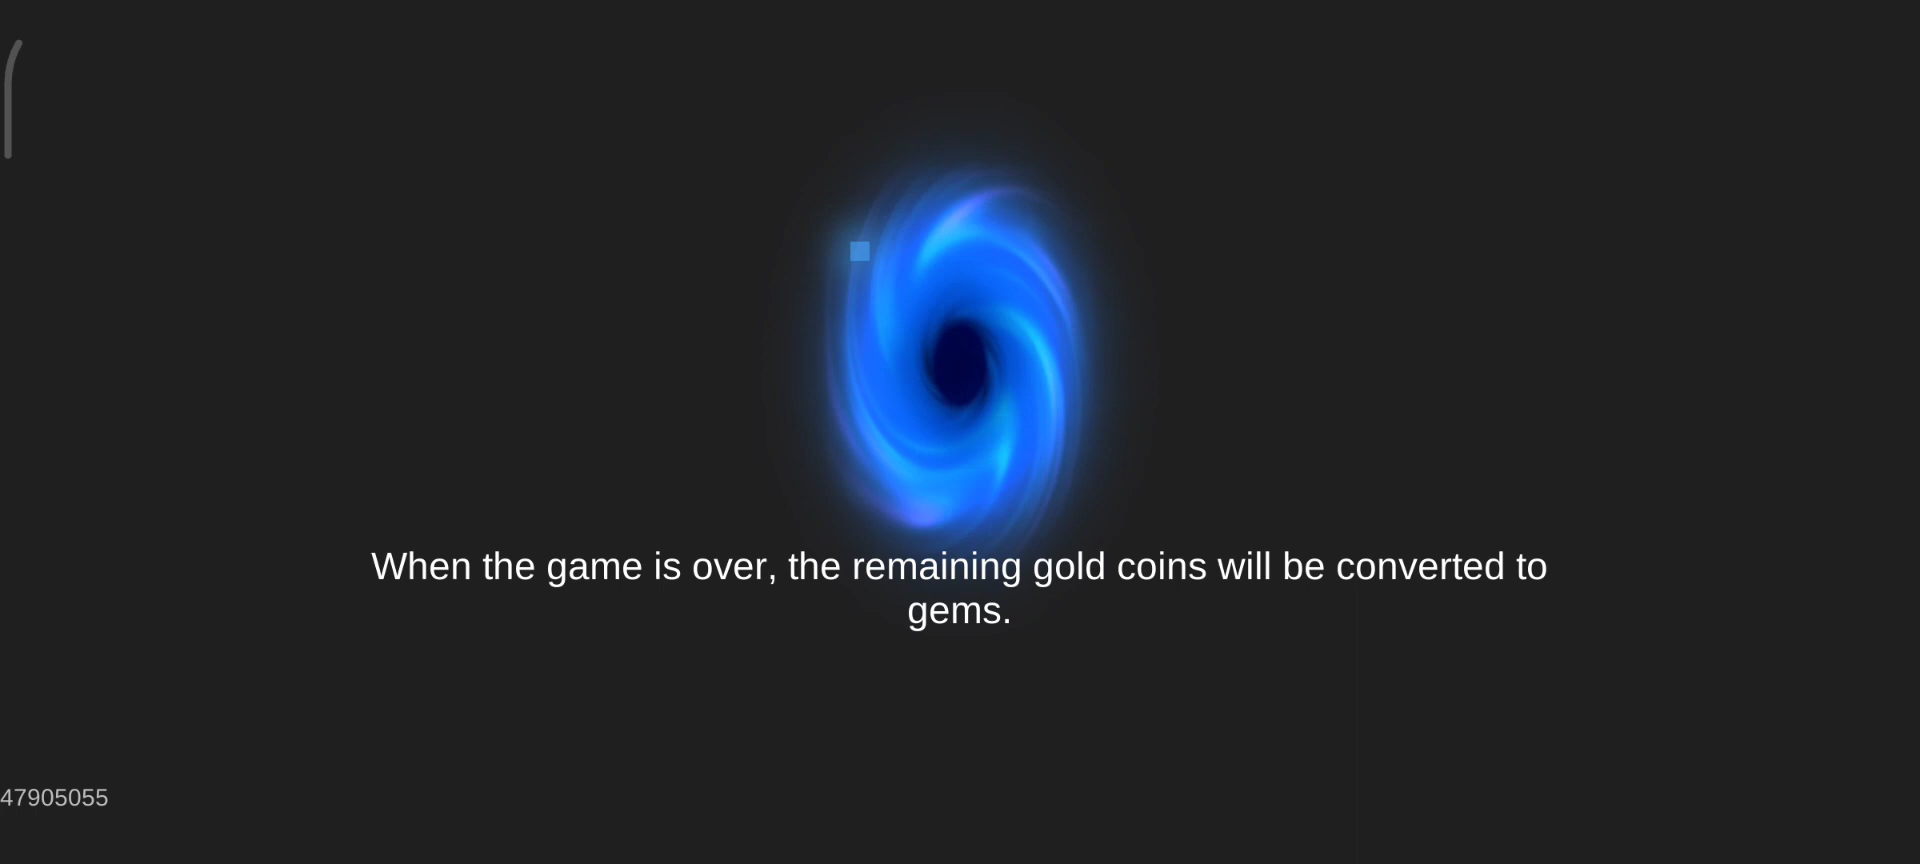 When the game is over, the remaining gold coins will be converted to
gems.
47905055